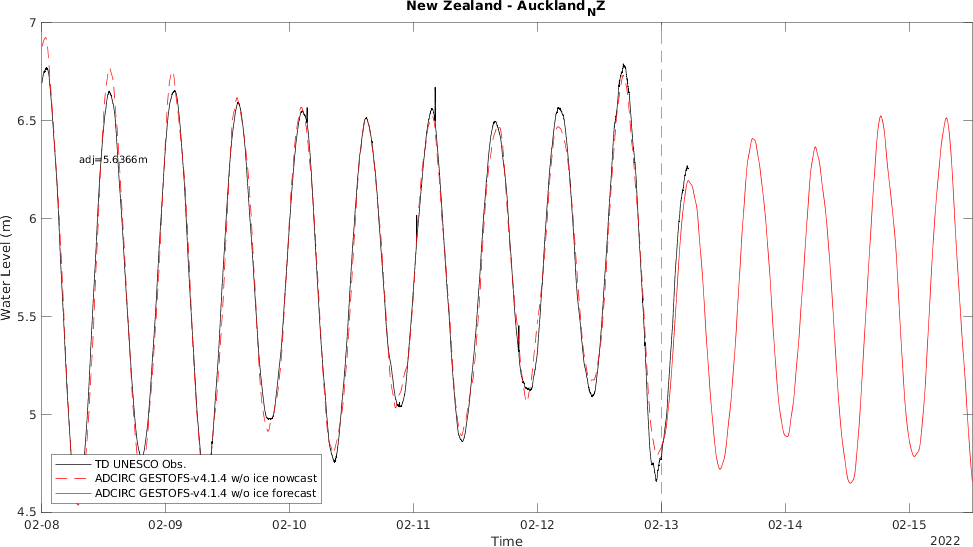 New Zealand - Auckland_NZ
7
6.5
adj=5.6366m
6
Water Level (m)
5.5
5
TD UNESCO Obs.
ADCIRC GESTOFS-v4.1.4 w/o ice nowcast
ADCIRC GESTOFS-v4.1.4 w/o ice forecast
4.5
02-08 02-09 02-10 02-11 02-12 02-13 02-14 02-15
Time
2022